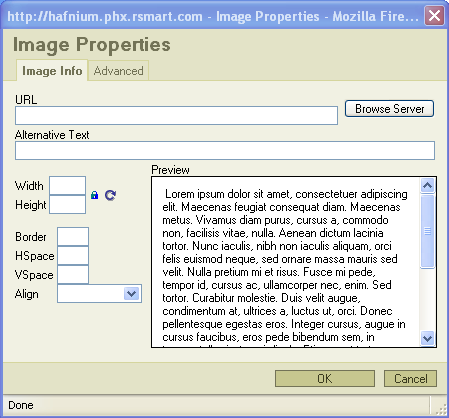 http://hafnium.phx.rsmart.com - Image Properties - Mozilla Fire...
Image Properties
Image Info
Advanced
URL
Browse Server
Alternative Text
Width
Height
Border
HSpace
VSpace
Align
Preview
Lorem ipsum dolor sit amet, consectetuer adipiscing
elit. Maecenas feugiat consequat diam. Maecenas
metus. Vivamus diam purus, cursus a, commodo
non, facilisis vitae, nulla. Aenean dictum lacinia
tortor. Nunc iaculis, nibh non iaculis aliquam, orci
felis euismod neque, sed ornare massa mauris sed
velit. Nulla pretium mi et risus. Fusce mi pede,
tempor id, cursus ac, ullamcorper nec, enim. Sed
tortor. Curabitur molestie. Duis velit augue,
condimentum at, ultrices a, luctus ut, orci. Donec
pellentesque egestas eros. Integer cursus, augue in
cursus faucibus, eros pede bibendum sem, in
OK
Cancel
Done